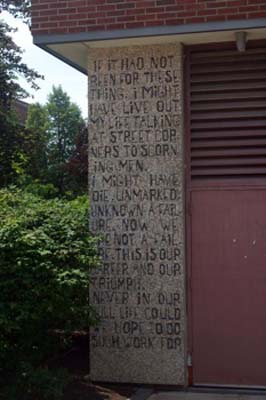 IF IT HAD NOT
BEEN FOR THESE
THING, I MIGHT
HAVE LIVE OUT
MY LIFE TALKING
AT STREET COR
NERS TO SCORN
ING MEN.
I MIGHT HAVE
DIE, UNMARKED,
UNKNOWN A FAIL
URE. NOW WE
ARE NOT A FAIL
URE. THIS IS OUR
CAREER AND OUR
TRIUMPH.
NEVER IN OUR
FULL LIFE COULD
WE HOPE TO DO
SUCH WORK FOR